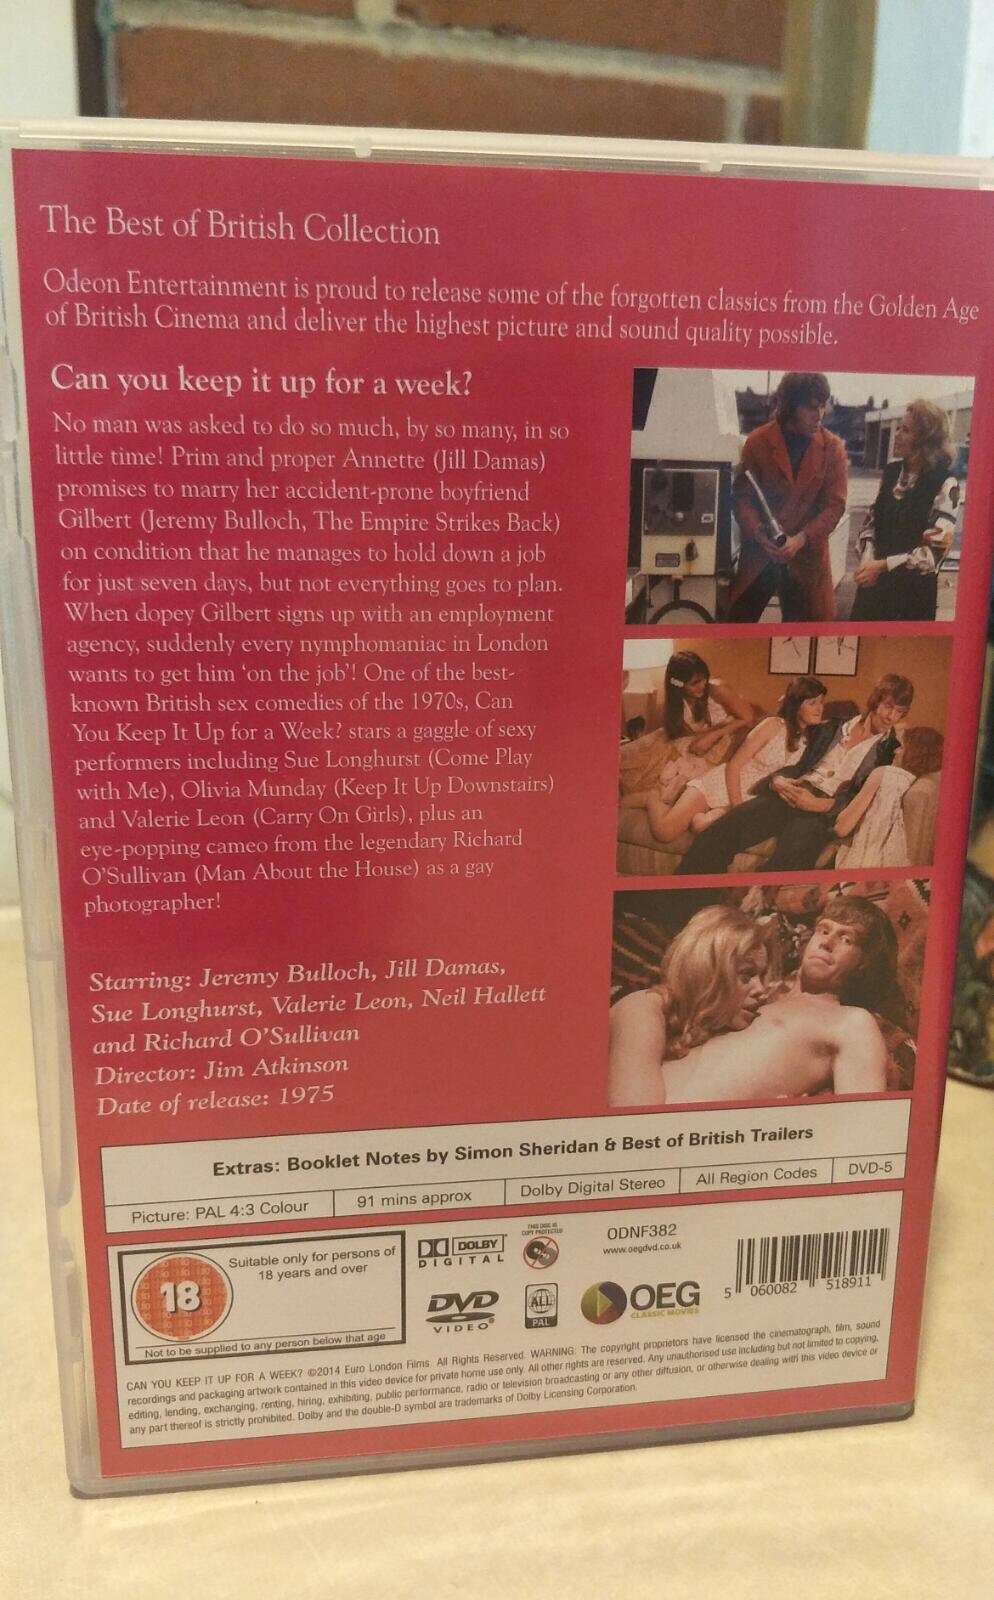 The Best of British Collection
Odeon Entertainment is proud to release some of the forgotten classics from the Golden Age
of British Cinema and deliver the highest picture and sound quality possible.
Can you keep it up for a week?
No man was asked to do so much, by so many, in so
little time! Prim and proper Annette (Jill Damas)
promises to marry her accident-prone boyfriend
Gilbert (Jeremy Bulloch, The Empire Strikes Back)
on condition that he manages to hold down a job
for just seven days, but not everything goes to plan.
When dopey Gilbert signs up with an employment
agency, suddenly every nymphomaniac in London
wants to get him ‘on the job’! One of the best-
known British sex comedies of the 1970s, Can
You Keep It Up for a Week? stars a gaggle of sexy
performers including Sue Longhurst (Come Play
with Me), Olivia Munday (Keep It Up Downstairs)
and Valerie Leon (Carry On Girls), plus an
eye-popping cameo from the legendary Richard
O'Sullivan (Man About the House) as a gay
photographer!
Starring: Jeremy Bulloch, Jill Damas,
Sue Longhurst, Valerie Leon, Neil Hallett
and Richard O'Sullivan
Director: Jim Atkinson
Date of release: 1975
Extras: Booklet Notes by Simon Sheridan & Best of British Trailers
Picture: PAL 4:3 Colour 91 mins approx Dolby Digital Stereo All Region Codes DVD-5
18
Suitable only for persons of
18 years and over
Not to be supplied to any person below that age
DOLBY
DIGITAL
THIS DISC IS
COPY PROTECTED
DVD
VIDEO
ALL
PAL
ODNF382
www.oegdvd.co.uk
OEG
CLASSIC MOVIES
5 060082 518911
CAN YOU KEEP IT UP FOR A WEEK? ©2014 Euro London Films. All Rights Reserved. WARNING: The copyright proprietors have licensed the cinematograph, film, sound
recordings and packaging artwork contained in this video device for private home use only. All other rights are reserved. Any unauthorised use including but not limited to copying,
editing, lending, exchanging, renting, hiring, exhibiting, public performance, radio or television broadcasting or any other diffusion, or otherwise dealing with this video device or
any part thereof is strictly prohibited. Dolby and the double-D symbol are trademarks of Dolby Licensing Corporation.